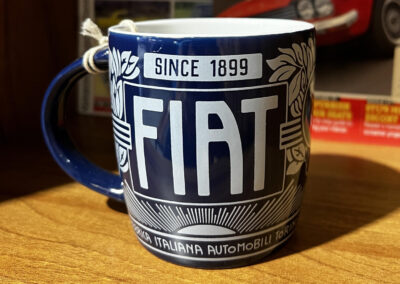 SINCE 1899
FIAT
ITALIANA AUTOMOBILI